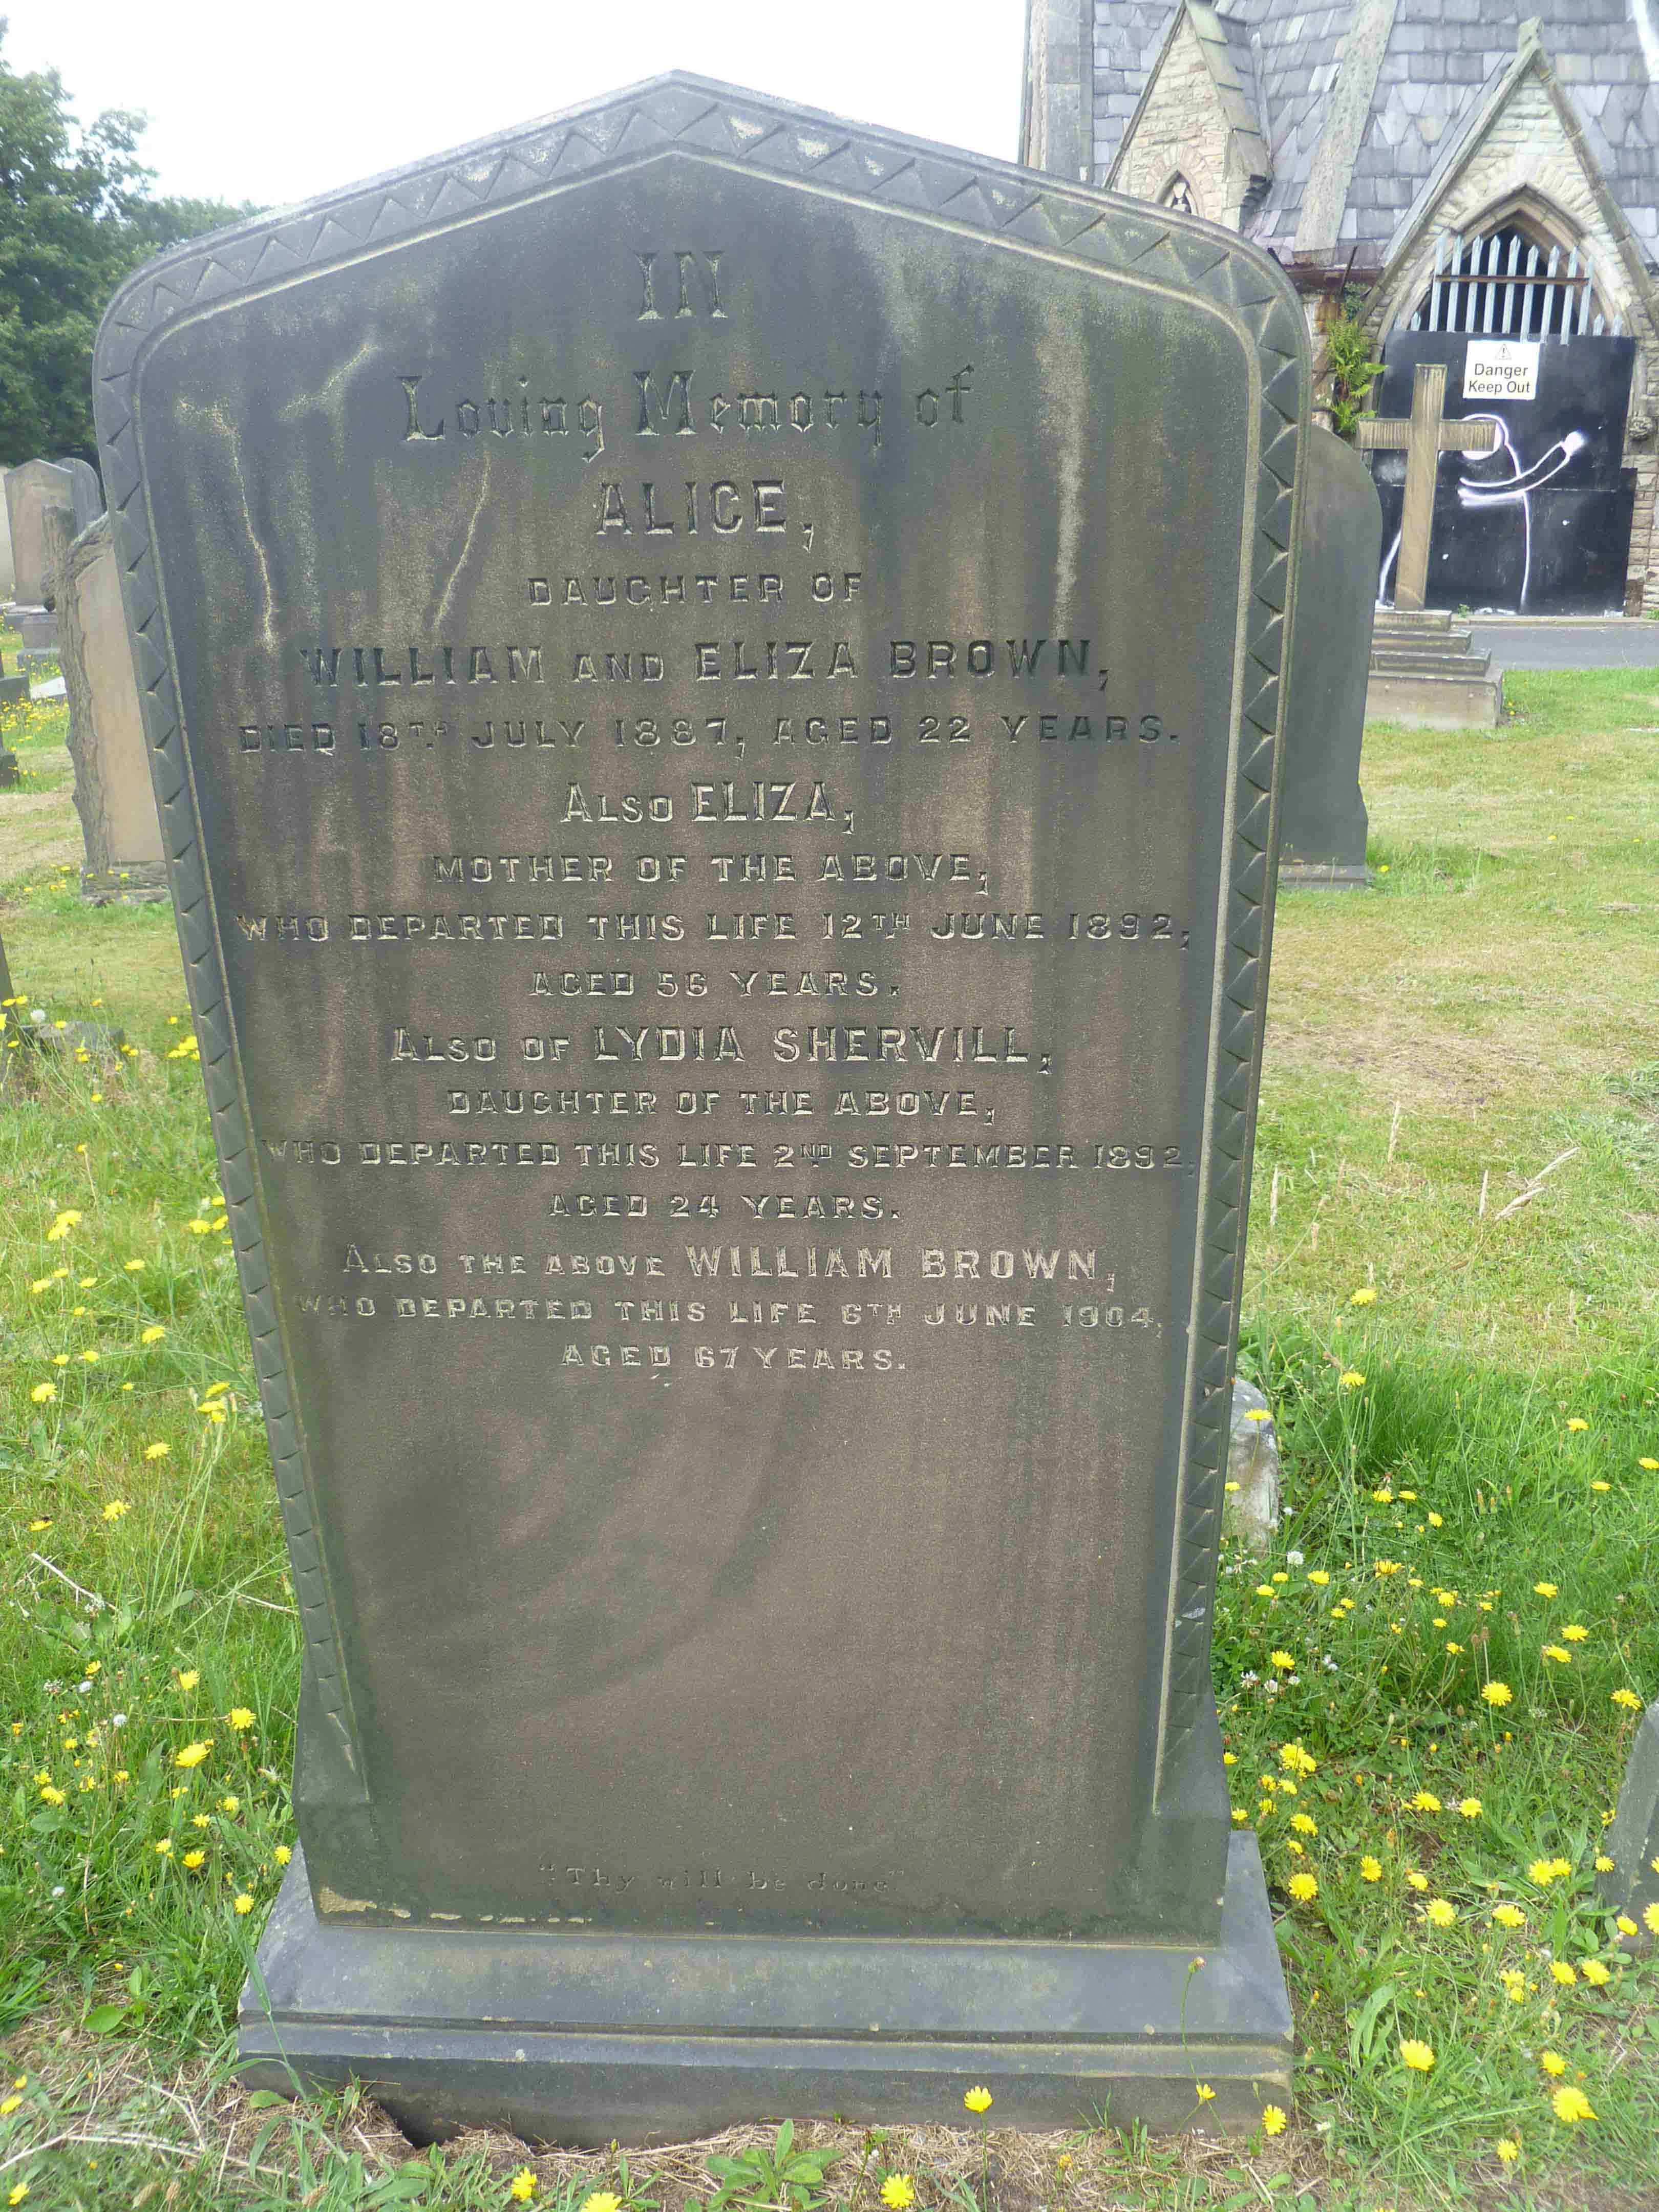 IN
Loving Memory of
ALICE,
DAUGHTER OF
WILLIAM AND ELIZA BROWN,
DIED 18TH JULY 1887, AGED 22 YEARS.
ALSO ELIZA,
MOTHER OF THE ABOVE,
WHO DEPARTED THIS LIFE 12TH JUNE 1892,
AGED 56 YEARS.
ALSO OF LYDIA SHERVILL,
DAUGHTER OF THE ABOVE,
WHO DEPARTED THIS LIFE 2ND SEPTEMBER 1892,
AGED 24 YEARS.
ALSO THE ABOVE WILLIAM BROWN,
WHO DEPARTED THIS LIFE 6TH JUNE 1904,
AGED 67 YEARS.
"Thy will be done"
Danger
Keep Out